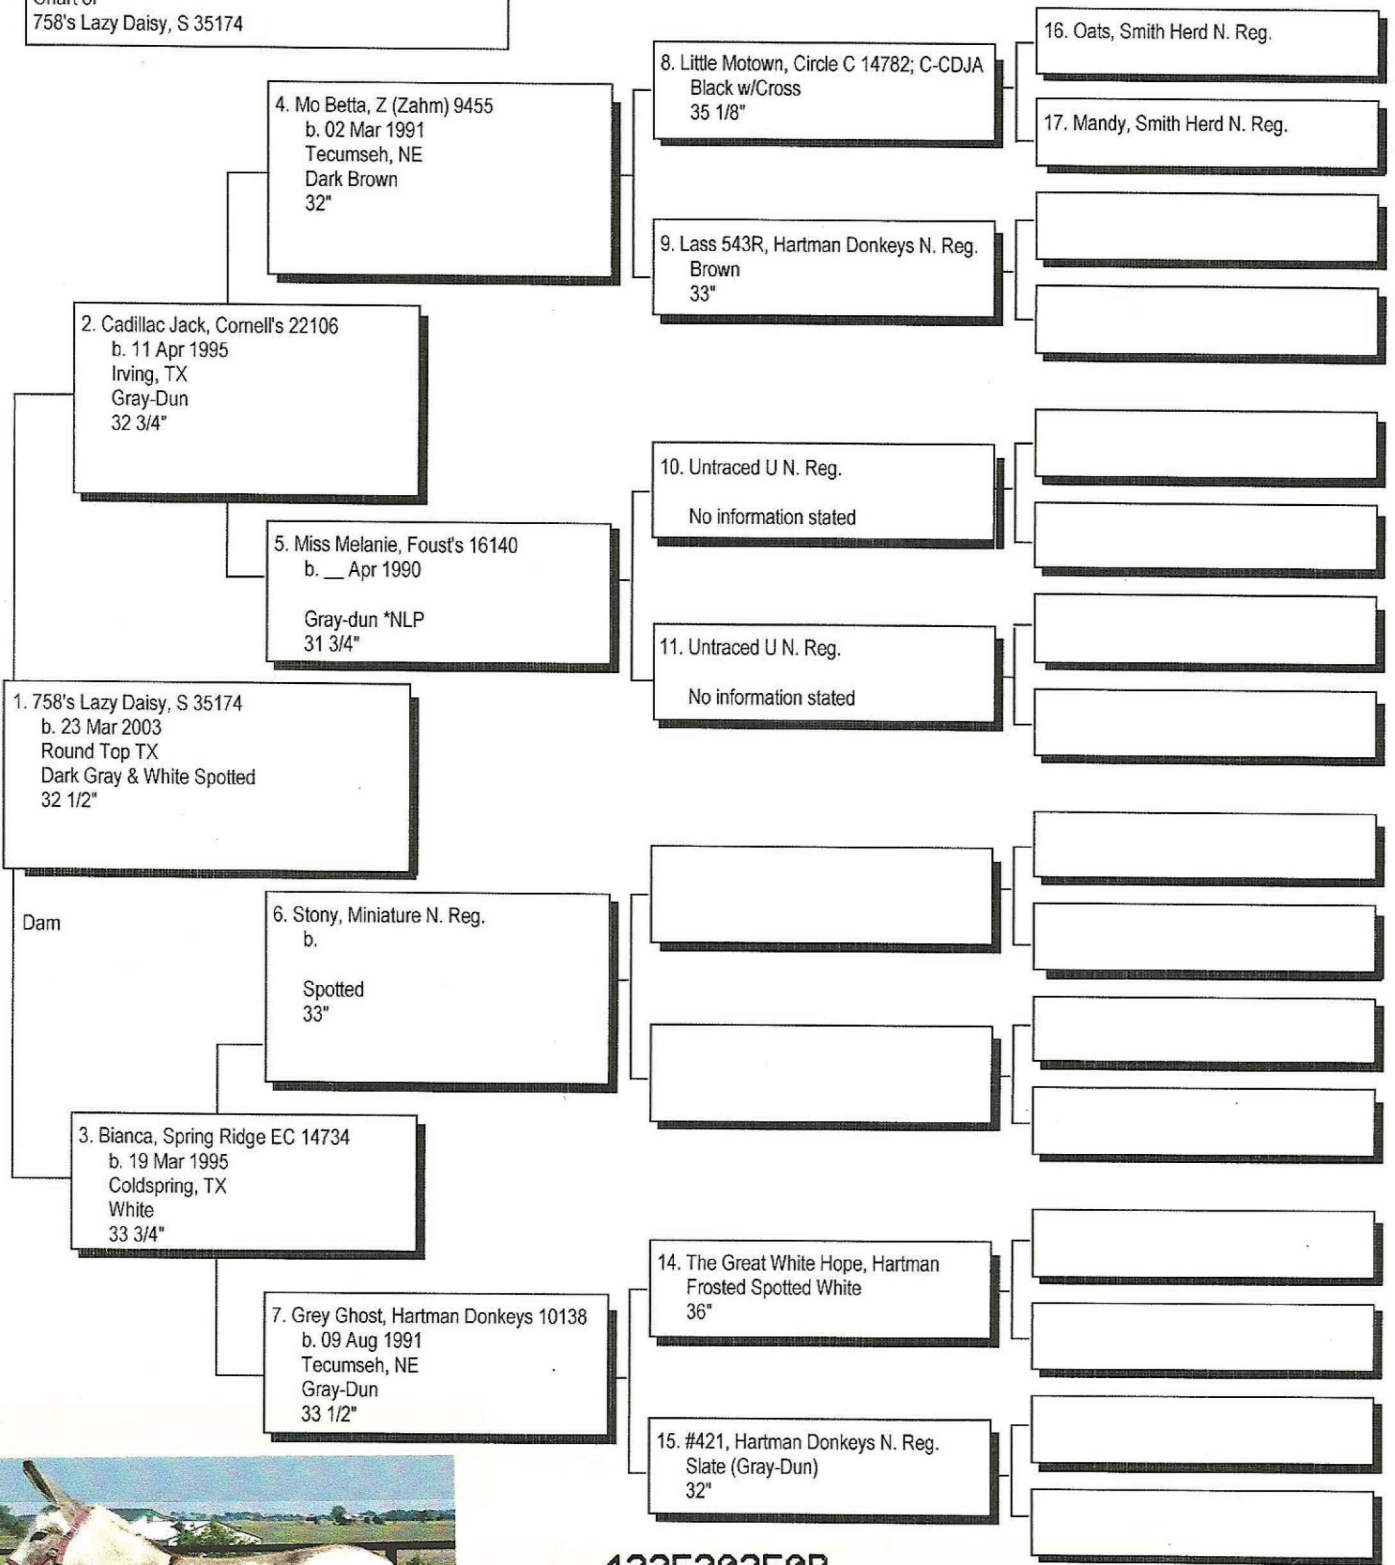 Chart of
758's Lazy Daisy, S 35174
16. Oats, Smith Herd N. Reg.
8. Little Motown, Circle C 14782; C-CDJA
Black w/Cross
35 1/8"
4. Mo Betta, Z (Zahm) 9455
b. 02 Mar 1991
Tecumseh, NE
Dark Brown
32"
17. Mandy, Smith Herd N. Reg.
9. Lass 543R, Hartman Donkeys N. Reg.
Brown
33"
2. Cadillac Jack, Cornell's 22106
b. 11 Apr 1995
Irving, TX
Gray-Dun
32 3/4"
10. Untraced U N. Reg.
No information stated
5. Miss Melanie, Foust's 16140
b. __ Apr 1990
Gray-dun *NLP
31 3/4"
11. Untraced U N. Reg.
No information stated
1. 758's Lazy Daisy, S 35174
b. 23 Mar 2003
Round Top TX
Dark Gray & White Spotted
32 1/2"
Dam
6. Stony, Miniature N. Reg.
b.
Spotted
33"
3. Bianca, Spring Ridge EC 14734
b. 19 Mar 1995
Coldspring, TX
White
33 3/4"
14. The Great White Hope, Hartman
Frosted Spotted White
36"
7. Grey Ghost, Hartman Donkeys 10138
b. 09 Aug 1991
Tecumseh, NE
Gray-Dun
33 1/2"
15. #421, Hartman Donkeys N. Reg.
Slate (Gray-Dun)
32"